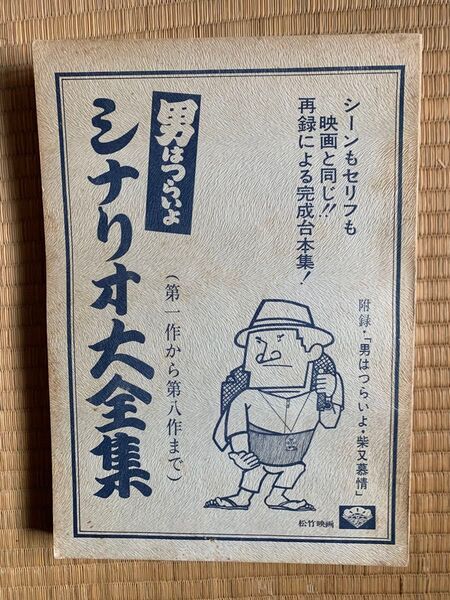 シーンもセリフも
映画と同じ!!
再録による完成台本集!
男はつらいよ
シナリオ大全集
(第一作から第八作まで)
附録・「男はつらいよ・柴又慕情」
松竹映画